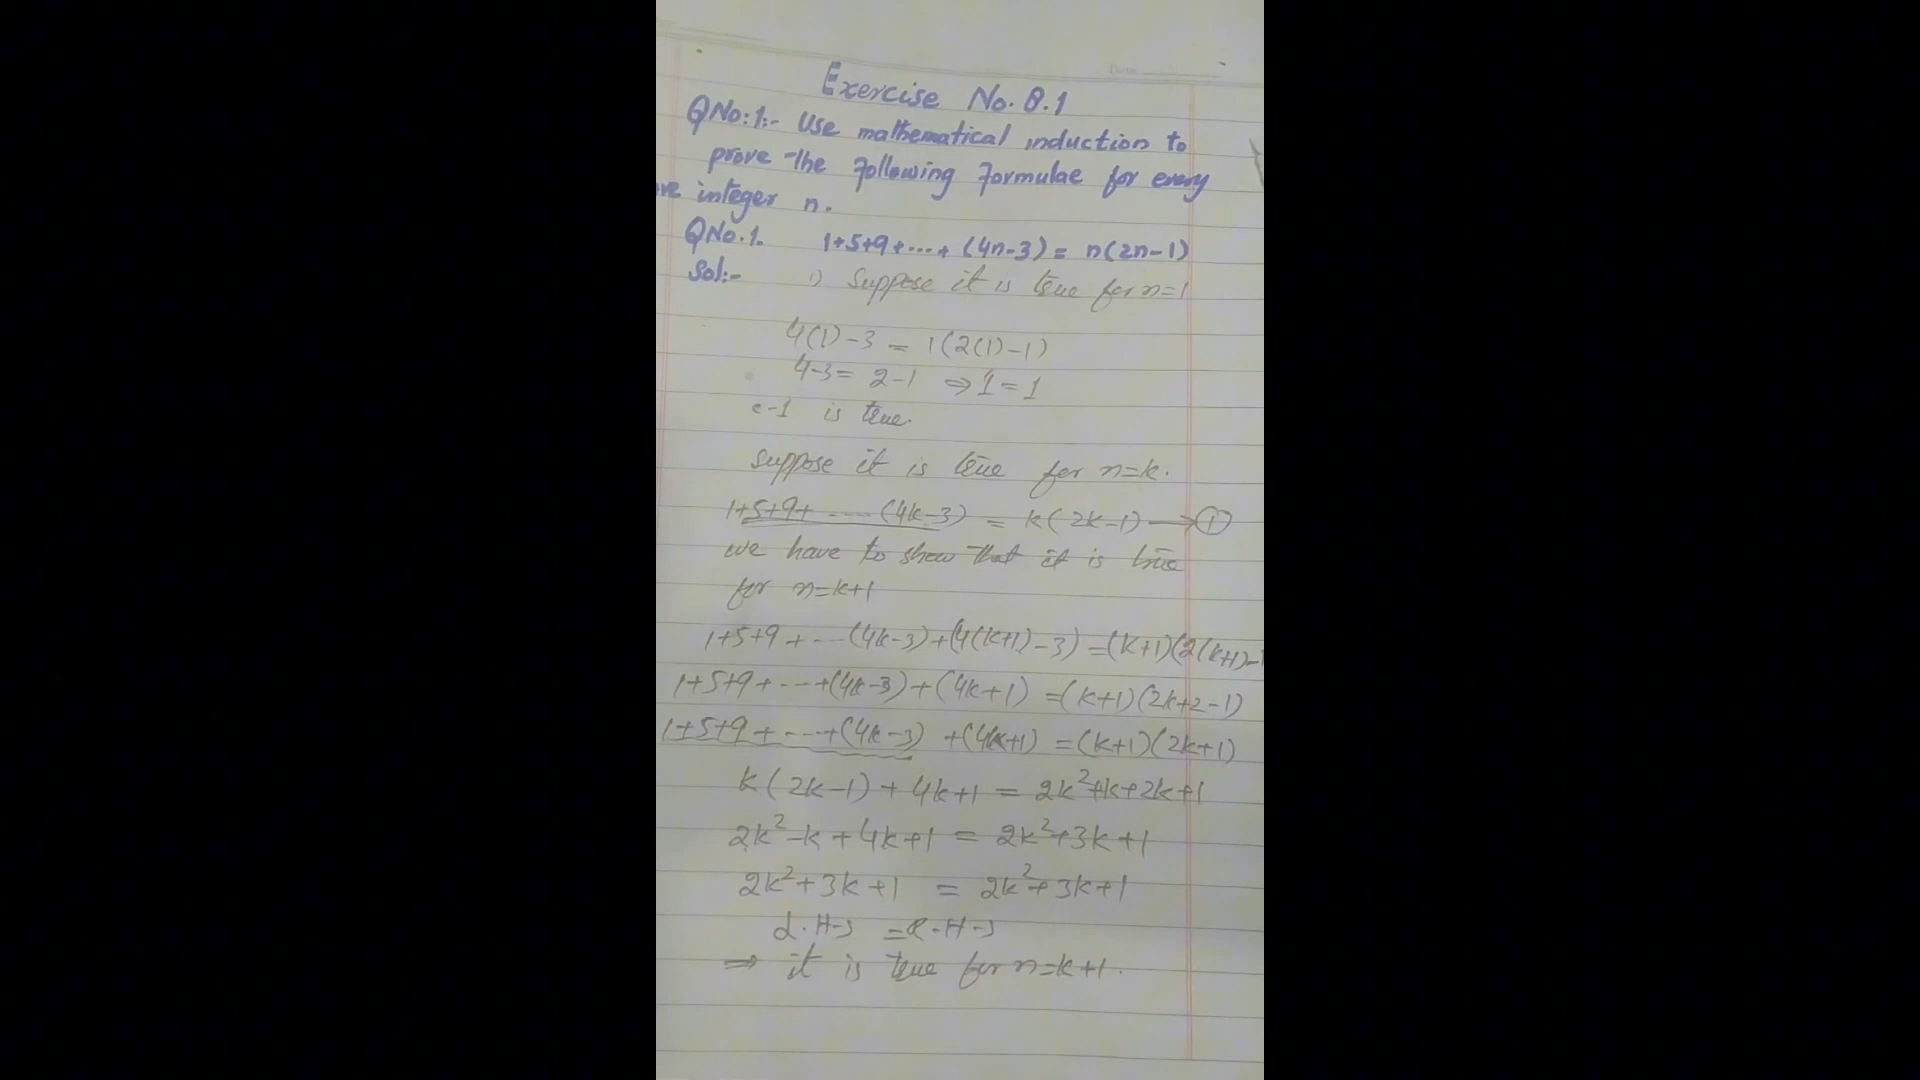 Exercise No. 8.1
QNo:1:- Use mathematical induction to
prove the following formulae for every
ve integer n.
QNo.1. 1+5+9+...+(4n-3)= n(2n-1)
Sol:- i) Suppose it is true for n=1
4(1)-3 = 1(2(1)-1)
4-3= 2-1 ⇒ 1=1
c-1 is true.
suppose it is true for n=k.
1+5+9+ .... (4k-3) = k(2k-1) → ①
we have to show that it is true
for n=k+1
1+5+9+ ... (4k-3)+(4(k+1)-3) =(k+1)(2(k+1)-
1+5+9+ ...+(4k-3)+(4k+1) =(k+1)(2k+2-1)
1+5+9+ ...+(4k-3) +(4k+1) =(k+1)(2k+1)
k(2k-1)+4k+1 = 2k²+k+2k+1
2k²-k+4k+1 = 2k²+3k+1
2k²+3k+1 = 2k²+3k+1
L.H-S =R-H-S
⇒ it is true for n=k+1.